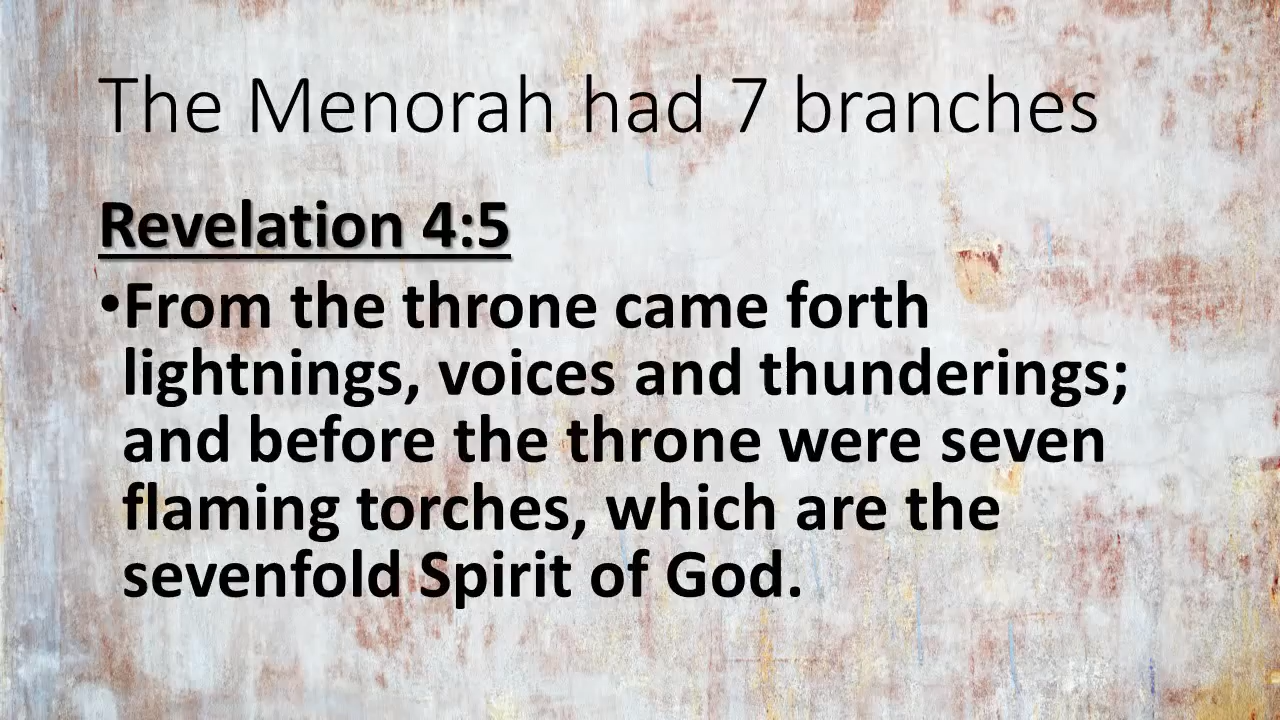 The Menorah had 7 branches
Revelation 4:5
•From the throne came forth
lightnings, voices and thunderings;
and before the throne were seven
flaming torches, which are the
sevenfold Spirit of God.